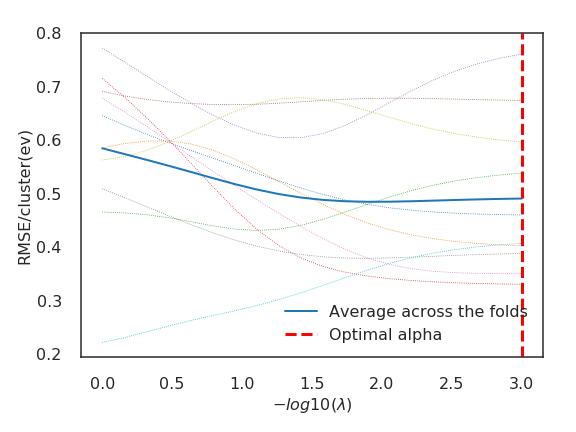 0.8
0.7
0.6
0.5
0.4
0.3
0.2
RMSE/cluster(ev)
Average across the folds
Optimal alpha
0.0 0.5 1.0 1.5 2.0 2.5 3.0
−log10(λ)